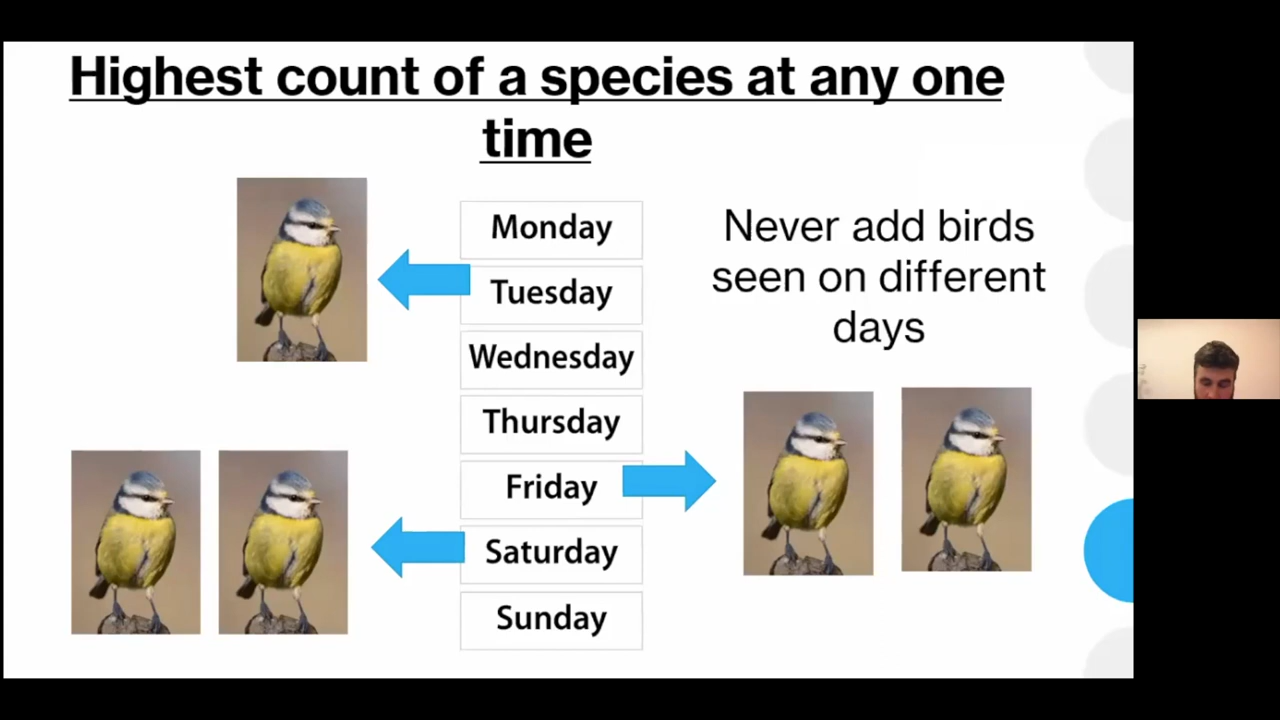 Highest count of a species at any one
time
Monday
Tuesday
Wednesday
Thursday
Friday
Saturday
Sunday
Never add birds
seen on different
days